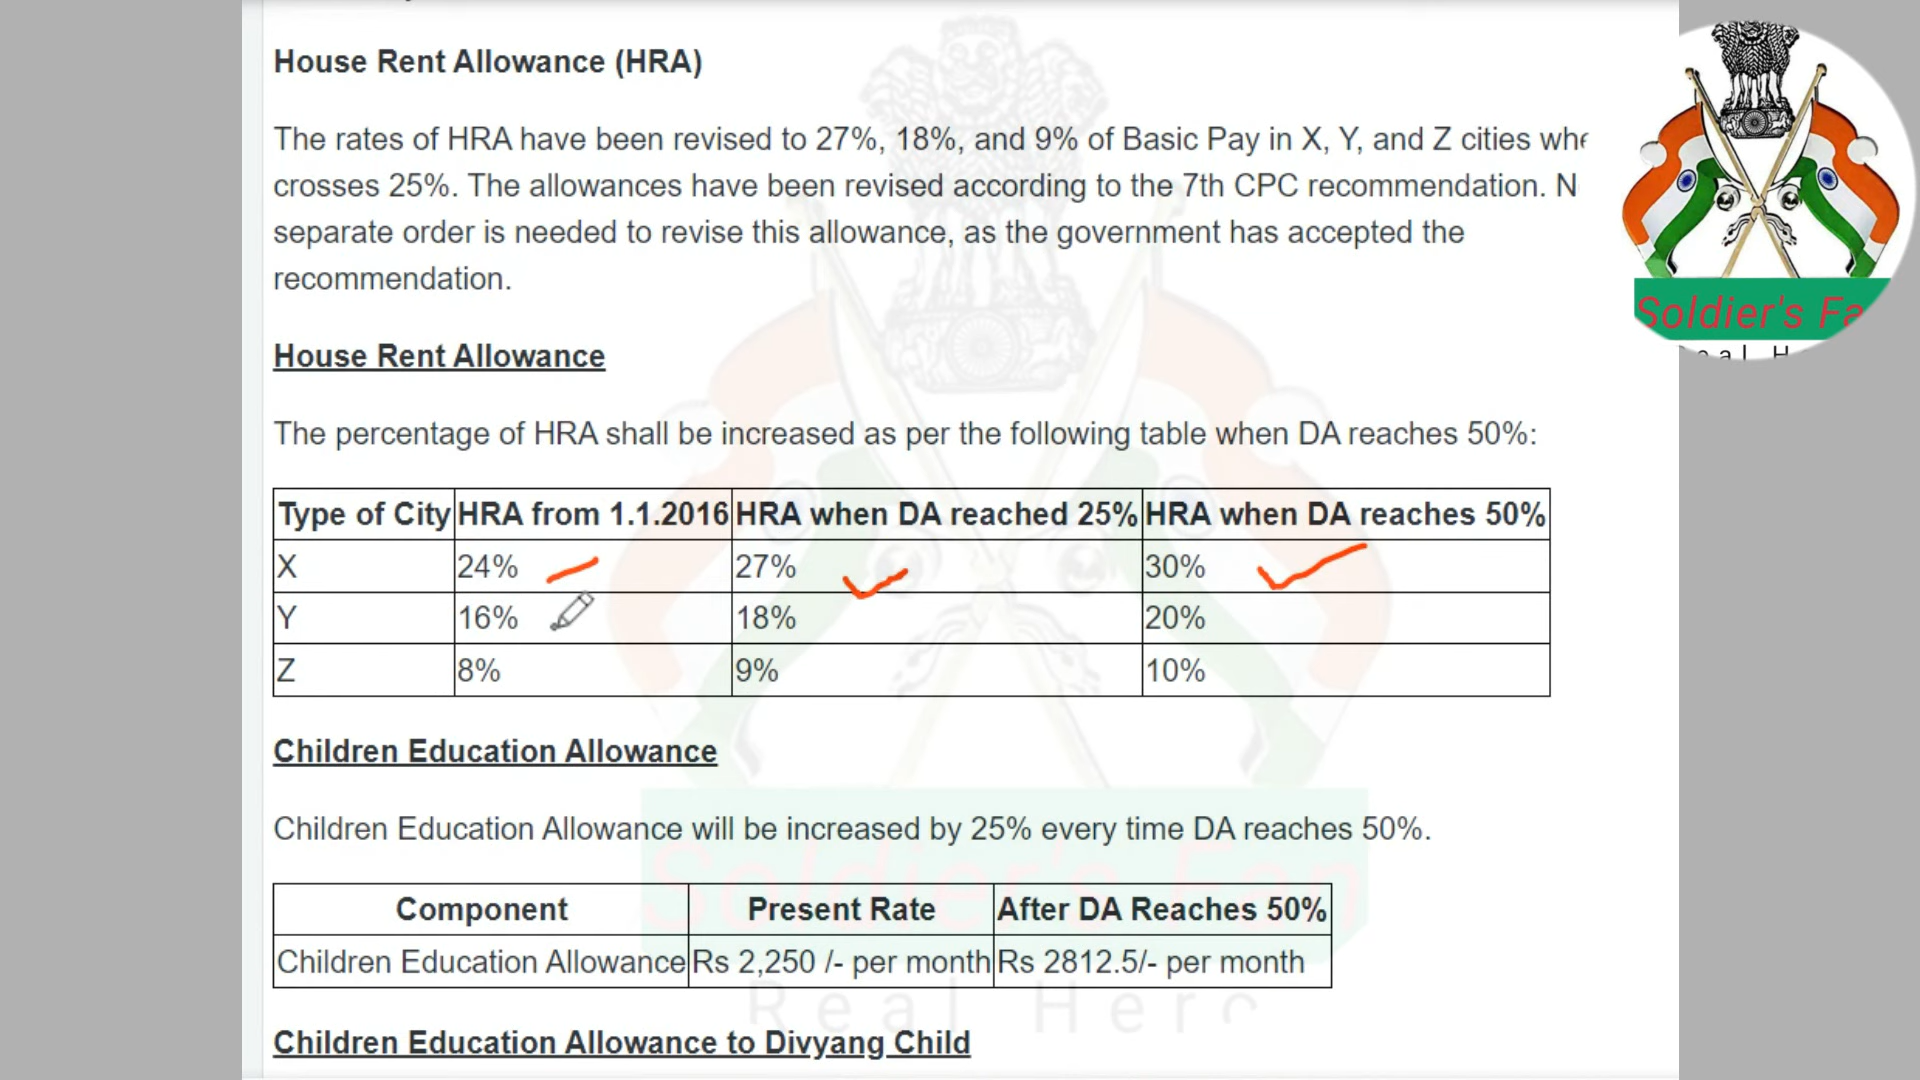 House Rent Allowance (HRA)
The rates of HRA have been revised to 27%, 18%, and 9% of Basic Pay in X, Y, and Z cities
crosses 25%. The allowances have been revised according to the 7th CPC recommendation.
separate order is needed to revise this allowance, as the government has accepted the
recommendation.
House Rent Allowance
The percentage of HRA shall be increased as per the following table when DA reaches 50%:
Type of City HRA from 1.1.2016 HRA when DA reached 25% HRA when DA reaches 50%
X 24% 27% 30%
Y 16% 18% 20%
Z 8% 9% 10%
Children Education Allowance
Children Education Allowance will be increased by 25% every time DA reaches 50%.
Component Present Rate After DA Reaches 50%
Children Education Allowance Rs 2,250 /- per month Rs 2812.5/- per month
Children Education Allowance to Divyang Child
Soldier's Fan
Real Hero
Soldier's